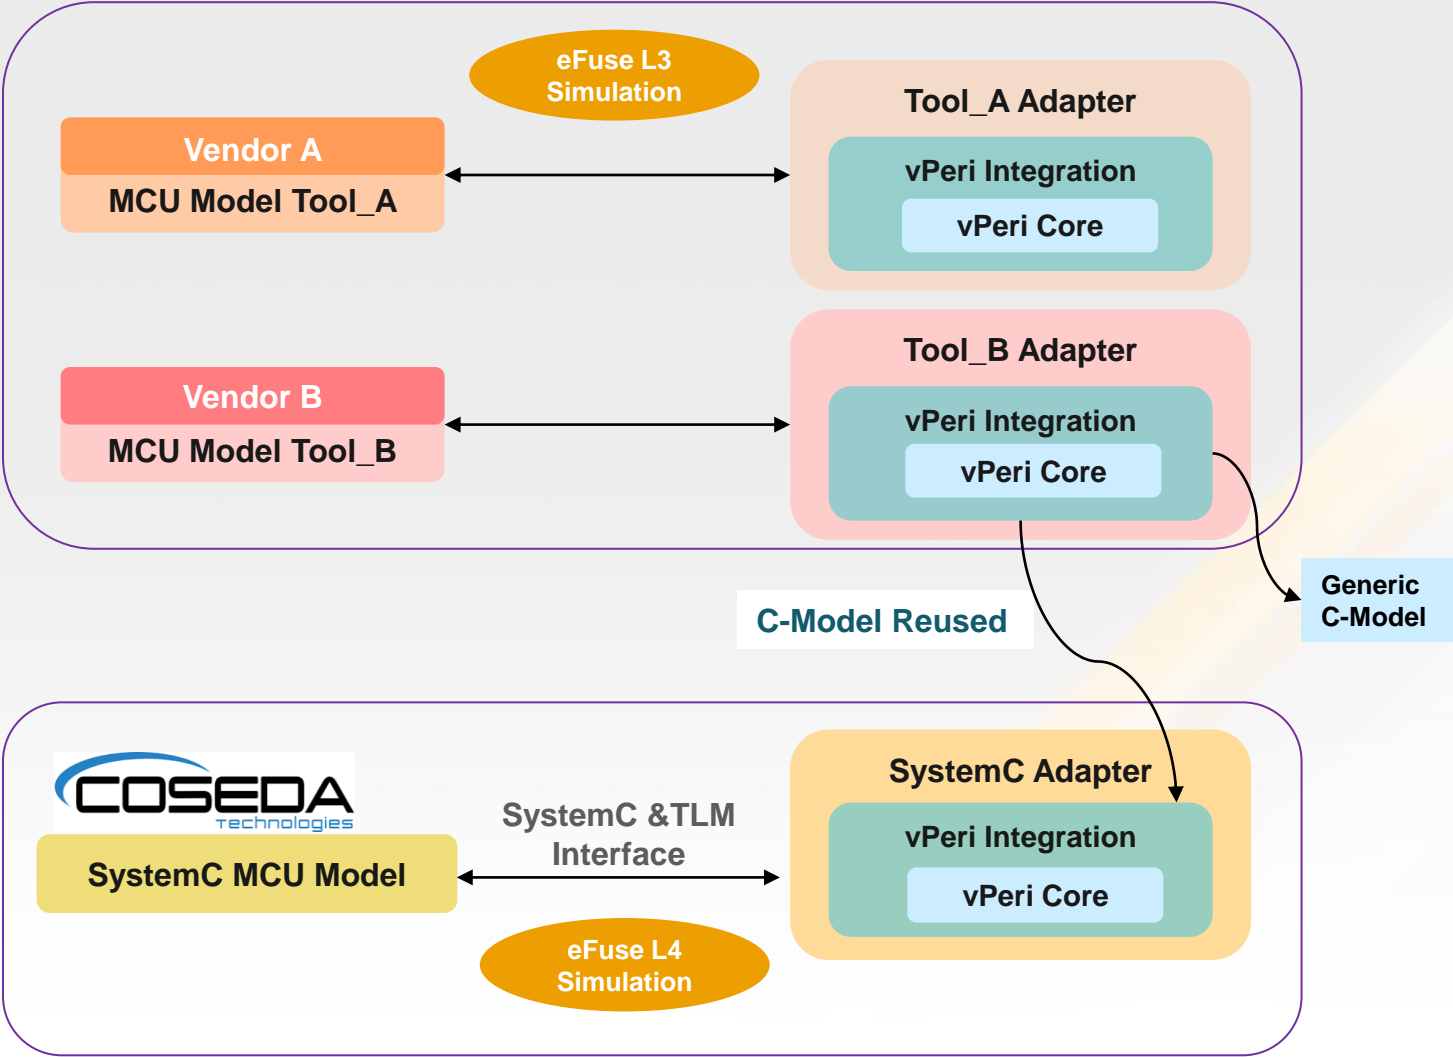 eFuse L3
Simulation
Tool_A Adapter
Vendor A
MCU Model Tool_A
vPeri Integration
vPeri Core
Tool_B Adapter
Vendor B
MCU Model Tool_B
vPeri Integration
vPeri Core
Generic
C-Model
C-Model Reused
COSEDA
Technologies
SystemC MCU Model
SystemC &TLM
Interface
SystemC Adapter
vPeri Integration
vPeri Core
eFuse L4
Simulation